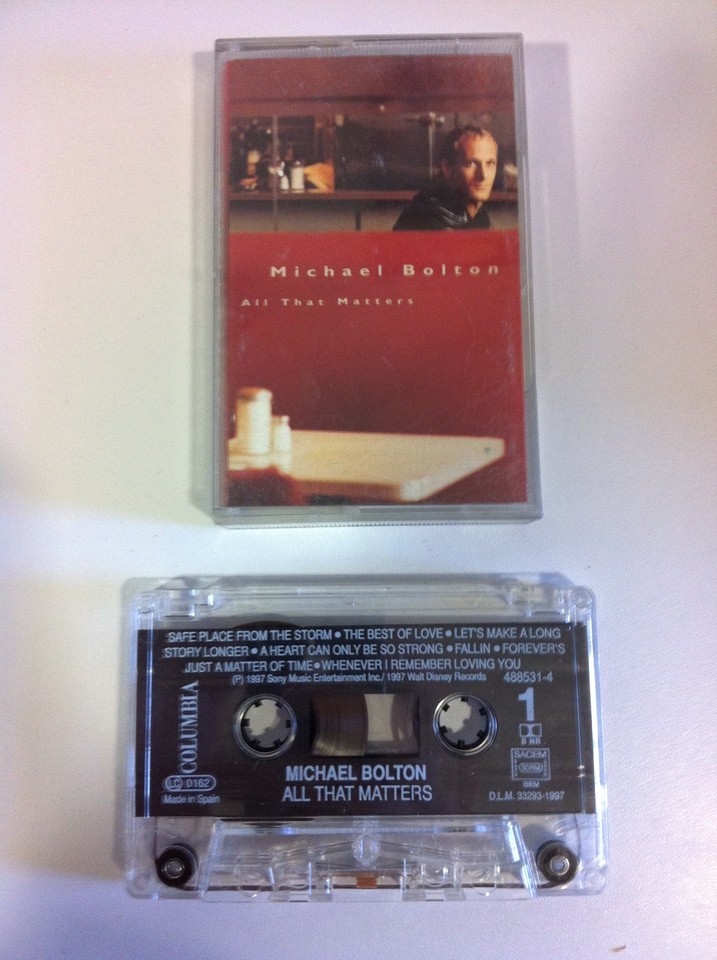 Michael Bolton
All That Matters
SAFE PLACE FROM THE STORM • THE BEST OF LOVE • LET'S MAKE A LONG
STORY LONGER • A HEART CAN ONLY BE SO STRONG • FALLIN • FOREVER'S
JUST A MATTER OF TIME • WHENEVER I REMEMBER LOVING YOU
(P) 1997 Sony Music Entertainment Inc./ 1997 Walt Disney Records 488531-4
COLUMBIA
1
B NR
LC 0162
Made in Spain
MICHAEL BOLTON
ALL THAT MATTERS
SACEM
SDRM
D.L.M. 33293-1997